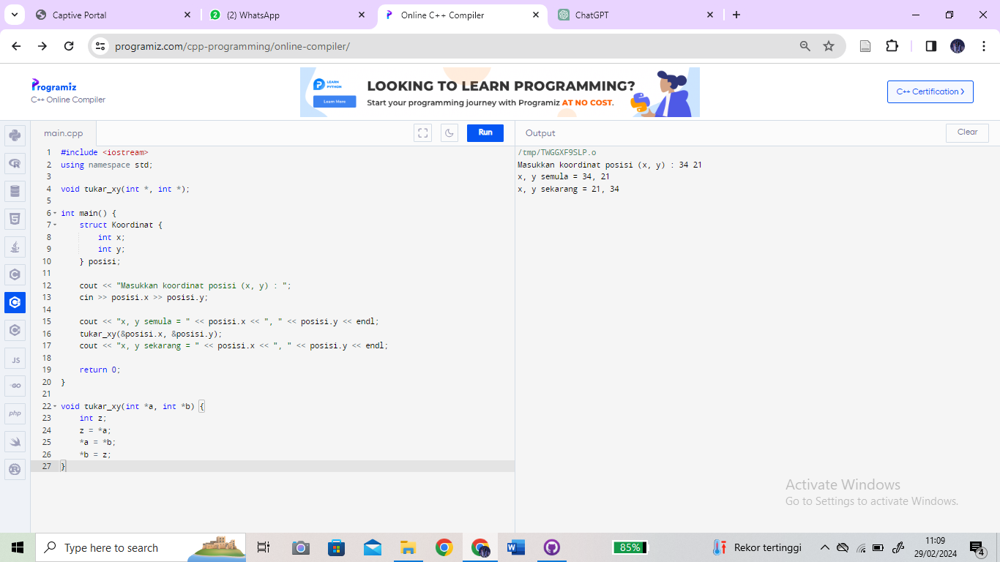 Captive Portal
(2) WhatsApp
Online C++ Compiler
ChatGPT
programiz.com/cpp-programming/online-compiler/
Programiz
C++ Online Compiler
LEARN
PYTHON
Learn More
LOOKING TO LEARN PROGRAMMING?
Start your programming journey with Programiz AT NO COST.
C++ Certification >
main.cpp
Run
Output
Clear
1 #include <iostream>
2 using namespace std;
3
4 void tukar_xy(int *, int *);
5
6 int main() {
7 struct Koordinat {
8 int x;
9 int y;
10 } posisi;
11
12 cout << "Masukkan koordinat posisi (x, y) : ";
13 cin >> posisi.x >> posisi.y;
14
15 cout << "x, y semula = " << posisi.x << ", " << posisi.y << endl;
16 tukar_xy(&posisi.x, &posisi.y);
17 cout << "x, y sekarang = " << posisi.x << ", " << posisi.y << endl;
18
19 return 0;
20 }
21
22 void tukar_xy(int *a, int *b) {
23 int z;
24 z = *a;
25 *a = *b;
26 *b = z;
27 }
/tmp/TWGGXF9SLP.o
Masukkan koordinat posisi (x, y) : 34 21
x, y semula = 34, 21
x, y sekarang = 21, 34
JS
GO
php
Activate Windows
Go to Settings to activate Windows.
Type here to search
85%
Rekor tertinggi
11:09
29/02/2024
4